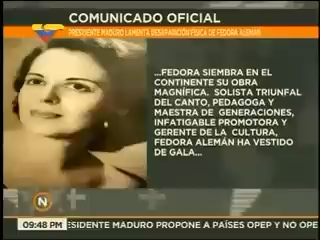 COMUNICADO OFICIAL
PRESIDENTE MADURO LAMENTA DESAPARICIÓN FÍSICA DE FEDORA ALEMÁN
...FEDORA SIEMBRA EN EL
CONTINENTE SU OBRA
MAGNÍFICA. SOLISTA TRIUNFAL
DEL CANTO, PEDAGOGA Y
MAESTRA DE GENERACIONES,
INFATIGABLE PROMOTORA Y
GERENTE DE LA CULTURA,
FEDORA ALEMÁN HA VESTIDO
DE GALA...
N
09:48 PM
ESIDENTE MADURO PROPONE A PAÍSES OPEP Y NO OP